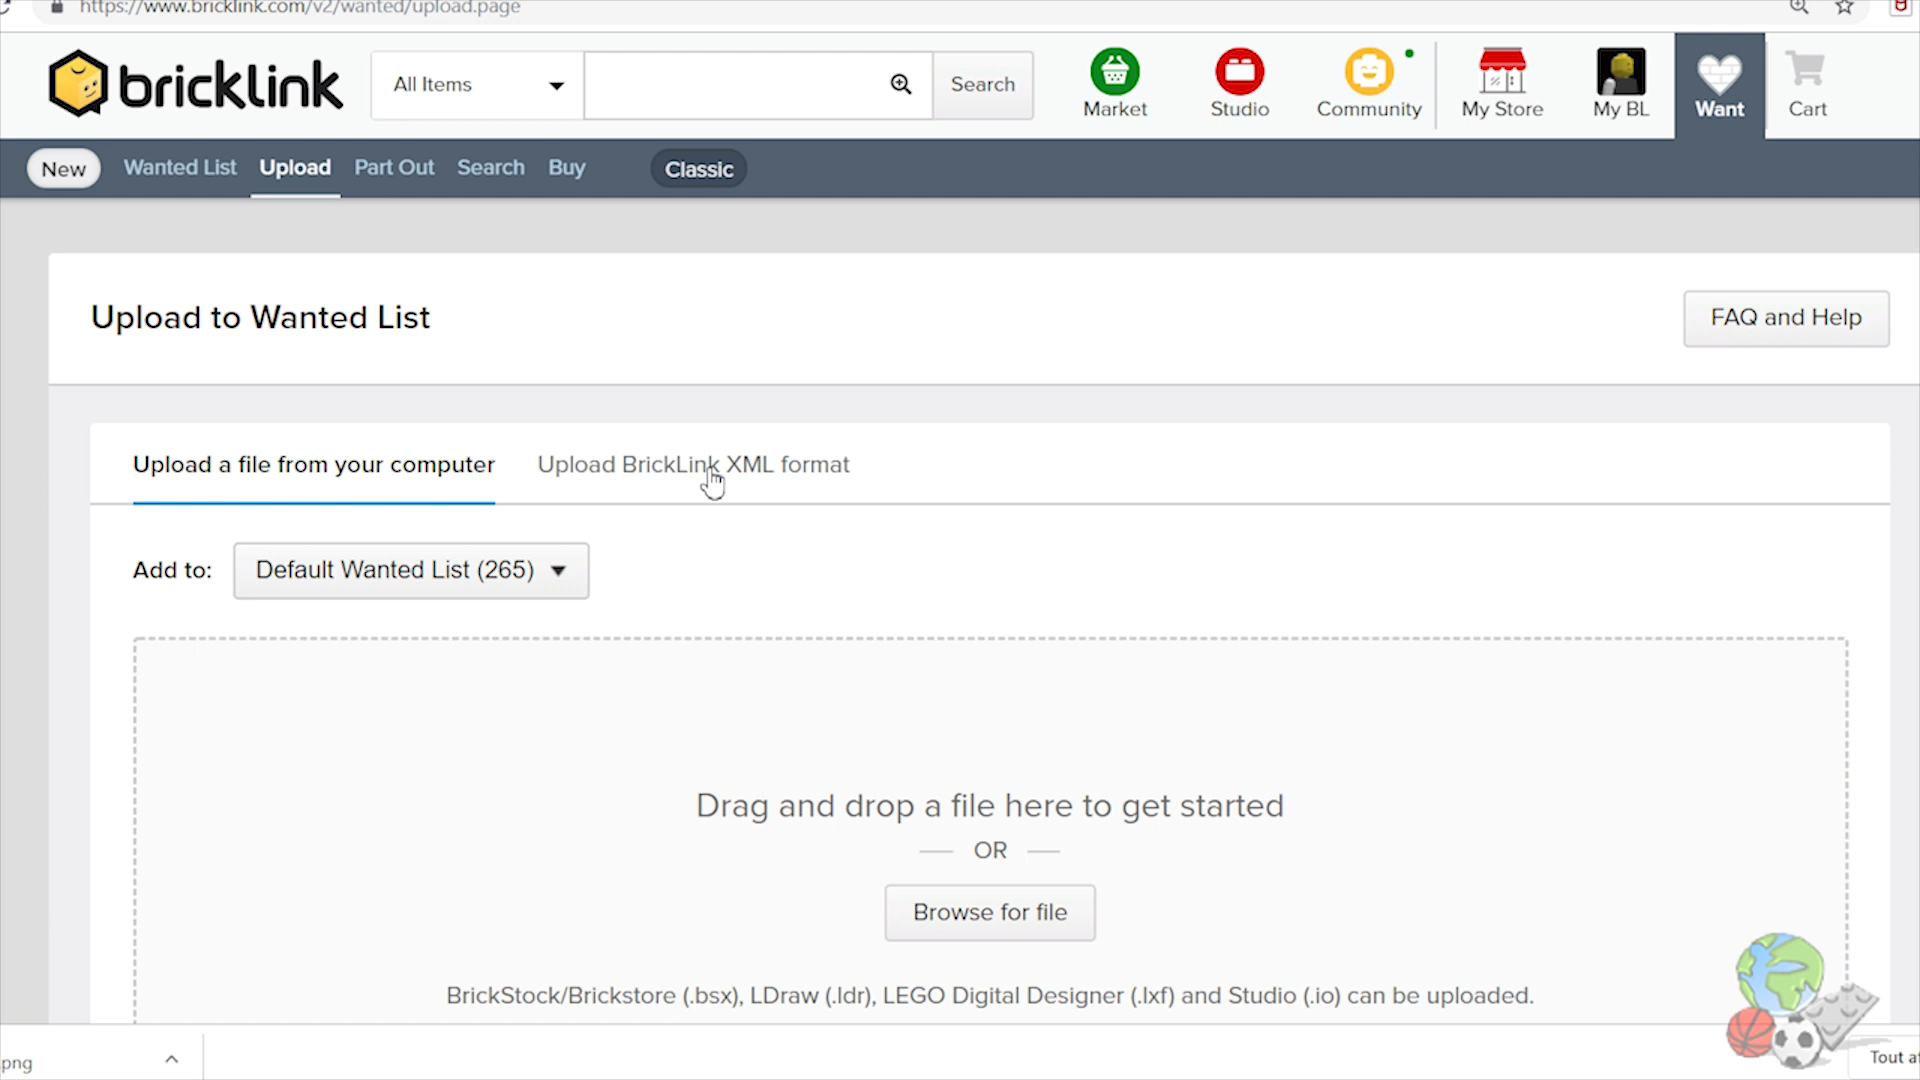 https://www.bricklink.com/v2/wanted/upload.page
bricklink
All Items
Search
Market
Studio
Community
My Store
My BL
Want
Cart
New
Wanted List
Upload
Part Out
Search
Buy
Classic
Upload to Wanted List
FAQ and Help
Upload a file from your computer
Upload BrickLink XML format
Add to:
Default Wanted List (265)
Drag and drop a file here to get started
OR
Browse for file
BrickStock/Brickstore (.bsx), LDraw (.ldr), LEGO Digital Designer (.lxf) and Studio (.io) can be uploaded.
png
Tout